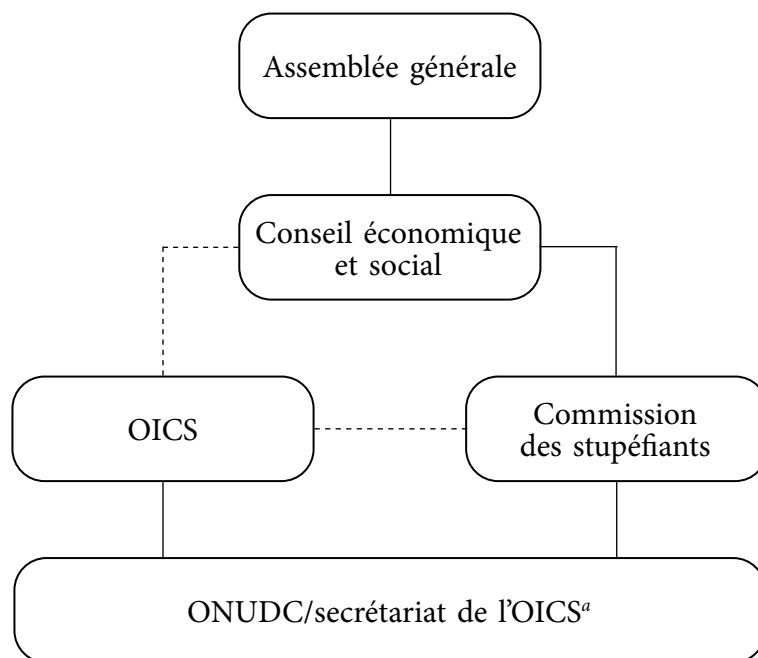 Assemblée générale
Conseil économique
et social
OICS
Commission
des stupéfiants
ONUDC/secrétariat de l'OICSa